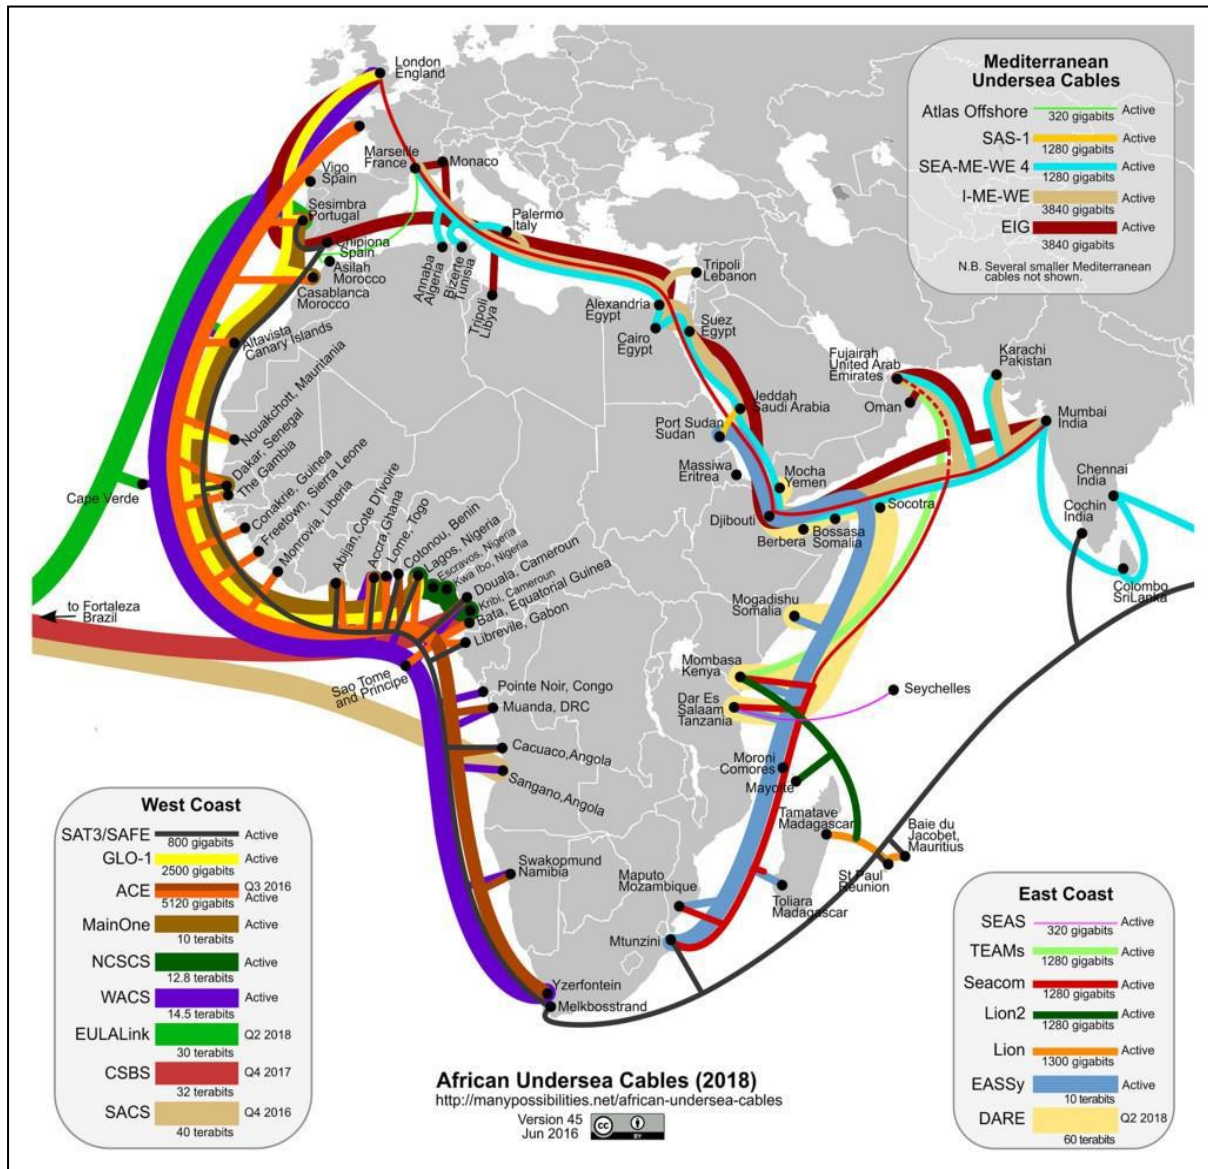 London
England
Marseille
France
Monaco
Vigo
Spain
Sesimbra
Portugal
Chipiona
Spain
Asilah
Morocco
Casablanca
Morocco
Altavista
Canary Islands
Annaba
Algeria
Bizerte
Tunisia
Palermo
Italy
Tripoli
Libya
Tripoli
Lebanon
Alexandria
Egypt
Cairo
Egypt
Suez
Egypt
Nouakchott, Mauritania
Dakar, Senegal
The Gambia
Conakrie, Guinea
Freetown, Sierra Leone
Monrovia, Liberia
Abijan,Cote D'Ivoire
Accra,Ghana
Lome, Togo
Cotonou, Benin
Lagos, Nigeria
Escravos, Nigeria
Kwa Ibo, Nigeria
Douala, Cameroun
Kribi, Cameroun
Bata, Equatorial Guinea
Librevile, Gabon
Cape Verde
to Fortaleza
Brazil
Sao Tome
and Principe
Pointe Noir, Congo
Muanda, DRC
Cacuaco,Angola
Sangano,Angola
Swakopmund
Namibia
Yzerfontein
Melkbosstrand
Jeddah
Saudi Arabia
Port Sudan
Sudan
Massiwa
Eritrea
Mocha
Yemen
Djibouti
Berbera
Bossasa
Somalia
Socotra
Fujairah
United Arab
Emirates
Oman
Karachi
Pakistan
Mumbai
India
Chennai
India
Cochin
India
Colombo
SriLanka
Mogadishu
Somalia
Mombasa
Kenya
Dar Es
Salaam
Tanzania
Seychelles
Moroni
Comores
Mayotte
Tamatave
Madagascar
Baie du
Jacobet,
Mauritius
St Paul
Reunion
Toliara
Madagascar
Maputo
Mozambique
Mtunzini
Mediterranean
Undersea Cables
Atlas Offshore Active
320 gigabits
SAS-1 Active
1280 gigabits
SEA-ME-WE 4 Active
1280 gigabits
I-ME-WE Active
3840 gigabits
EIG Active
3840 gigabits
N.B. Several smaller Mediterranean
cables not shown.
West Coast
SAT3/SAFE Active
800 gigabits
GLO-1 Active
2500 gigabits
ACE Q3 2016
Active
5120 gigabits
MainOne Active
10 terabits
NCSCS Active
12.8 terabits
WACS Active
14.5 terabits
EULALink Q2 2018
30 terabits
CSBS Q4 2017
32 terabits
SACS Q4 2016
40 terabits
East Coast
SEAS Active
320 gigabits
TEAMs Active
1280 gigabits
Seacom Active
1280 gigabits
Lion2 Active
1280 gigabits
Lion Active
1300 gigabits
EASSy Active
10 terabits
DARE Q2 2018
60 terabits
African Undersea Cables (2018)
http://manypossibilities.net/african-undersea-cables
Version 45
Jun 2016
cc
BY